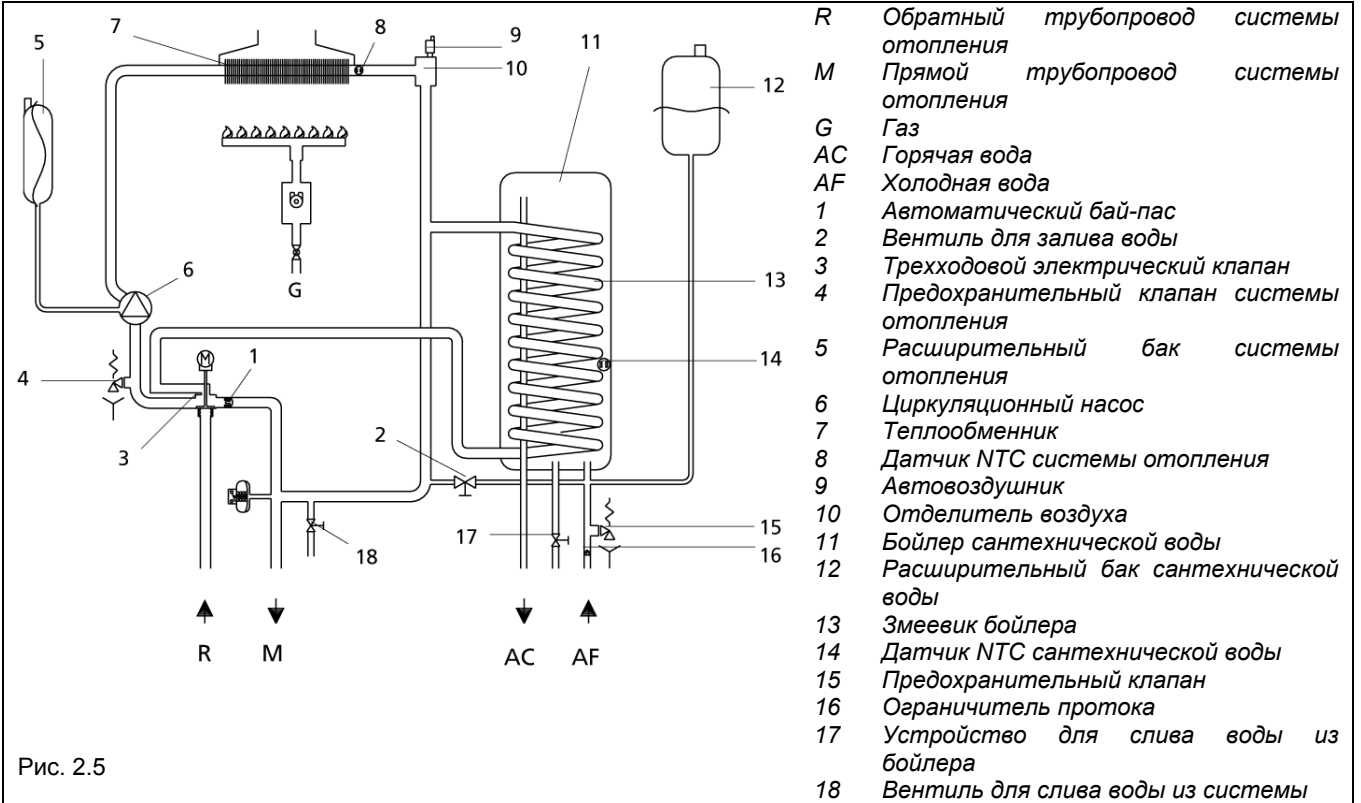 5
7
8
9
10
11
12
6
G
13
1
4
14
3
2
15
17
18
16
R
M
AC
AF
M
Рис. 2.5
R Обратный трубопровод системы
отопления
M Прямой трубопровод системы
отопления
G Газ
AC Горячая вода
AF Холодная вода
1 Автоматический бай-пас
2 Вентиль для залива воды
3 Трехходовой электрический клапан
4 Предохранительный клапан системы
отопления
5 Расширительный бак системы
отопления
6 Циркуляционный насос
7 Теплообменник
8 Датчик NTC системы отопления
9 Автовоздушник
10 Отделитель воздуха
11 Бойлер сантехнической воды
12 Расширительный бак сантехнической
воды
13 Змеевик бойлера
14 Датчик NTC сантехнической воды
15 Предохранительный клапан
16 Ограничитель протока
17 Устройство для слива воды из
бойлера
18 Вентиль для слива воды из системы